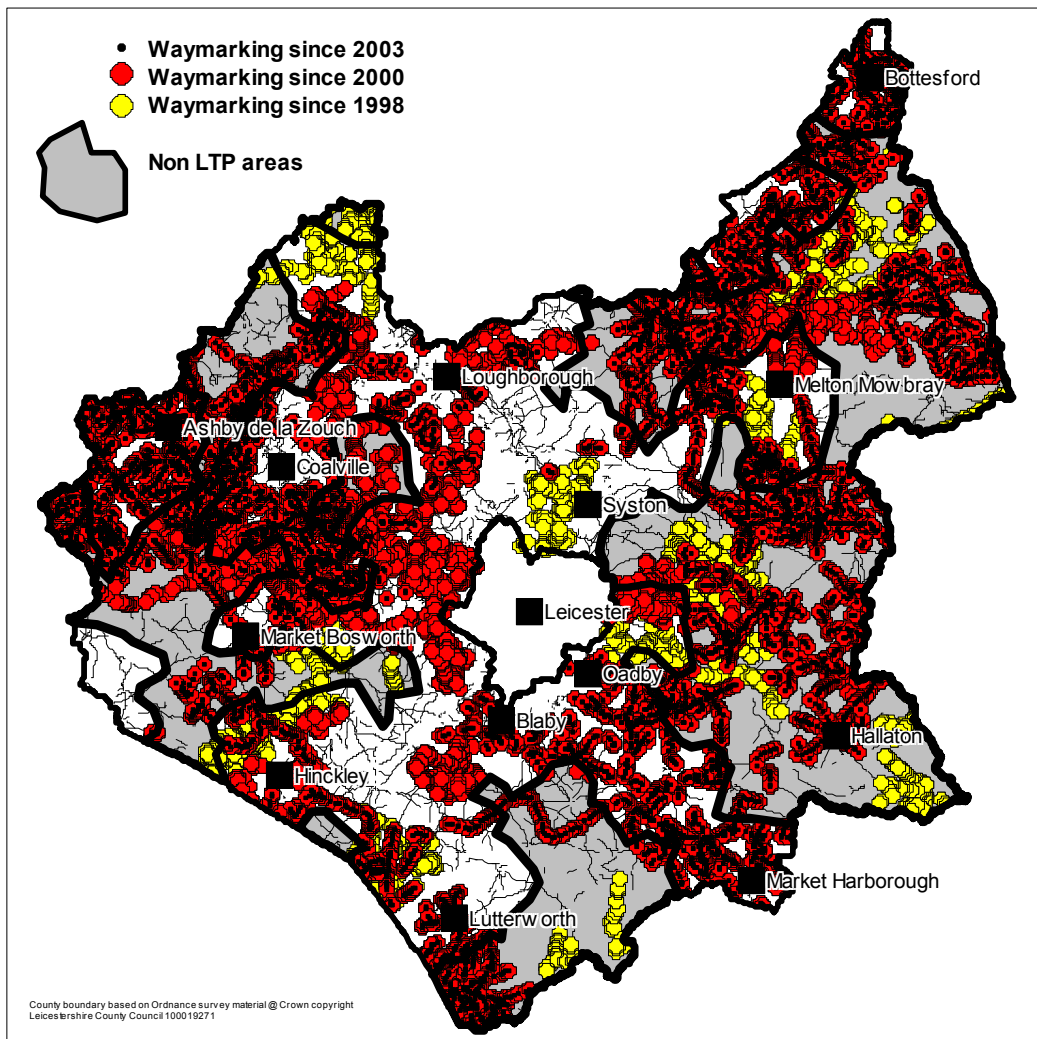 Waymarking since 2003
Waymarking since 2000
Waymarking since 1998
Non LTP areas
Bottesford
Loughborough
Melton Mowbray
Ashby de la Zouch
Coalville
Syston
Leicester
Market Bosworth
Oadby
Blaby
Hallaton
Hinckley
Market Harborough
Lutterworth
County boundary based on Ordnance survey material @ Crown copyright
Leicestershire County Council 100019271